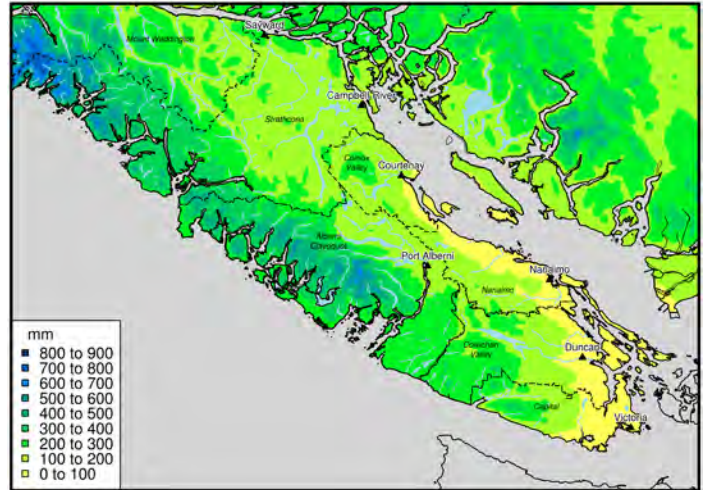 Sayward
Mount Waddington
Campbell River
Strathcona
Comox
Valley
Courtenay
Alberni
Clayoquot
Port Alberni
Nanaimo
Nanaimo
Cowichan
Valley
Duncan
Capital
Victoria
mm
800 to 900
700 to 800
600 to 700
500 to 600
400 to 500
300 to 400
200 to 300
100 to 200
0 to 100